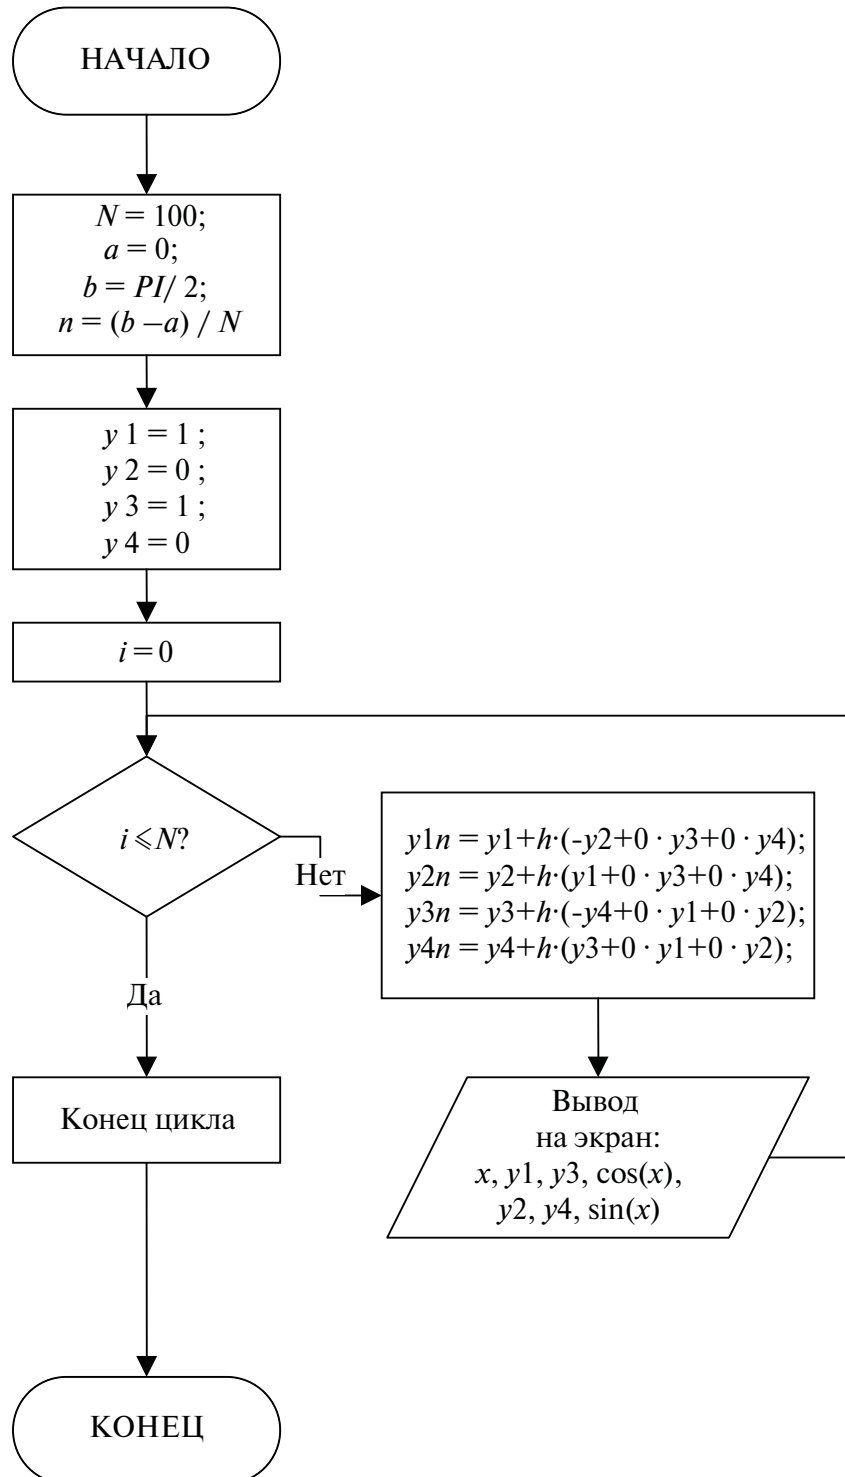 НАЧАЛО
N = 100;
a = 0;
b = PI/ 2;
n = (b –a) / N
y 1 = 1 ;
y 2 = 0 ;
y 3 = 1 ;
y 4 = 0
i = 0
i ⩽N?
Нет
y1n = y1+h·(-y2+0 · y3+0 · y4);
y2n = y2+h·(y1+0 · y3+0 · y4);
y3n = y3+h·(-y4+0 · y1+0 · y2);
y4n = y4+h·(y3+0 · y1+0 · y2);
Да
Конец цикла
Вывод
на экран:
x, y1, y3, cos(x),
y2, y4, sin(x)
КОНЕЦ